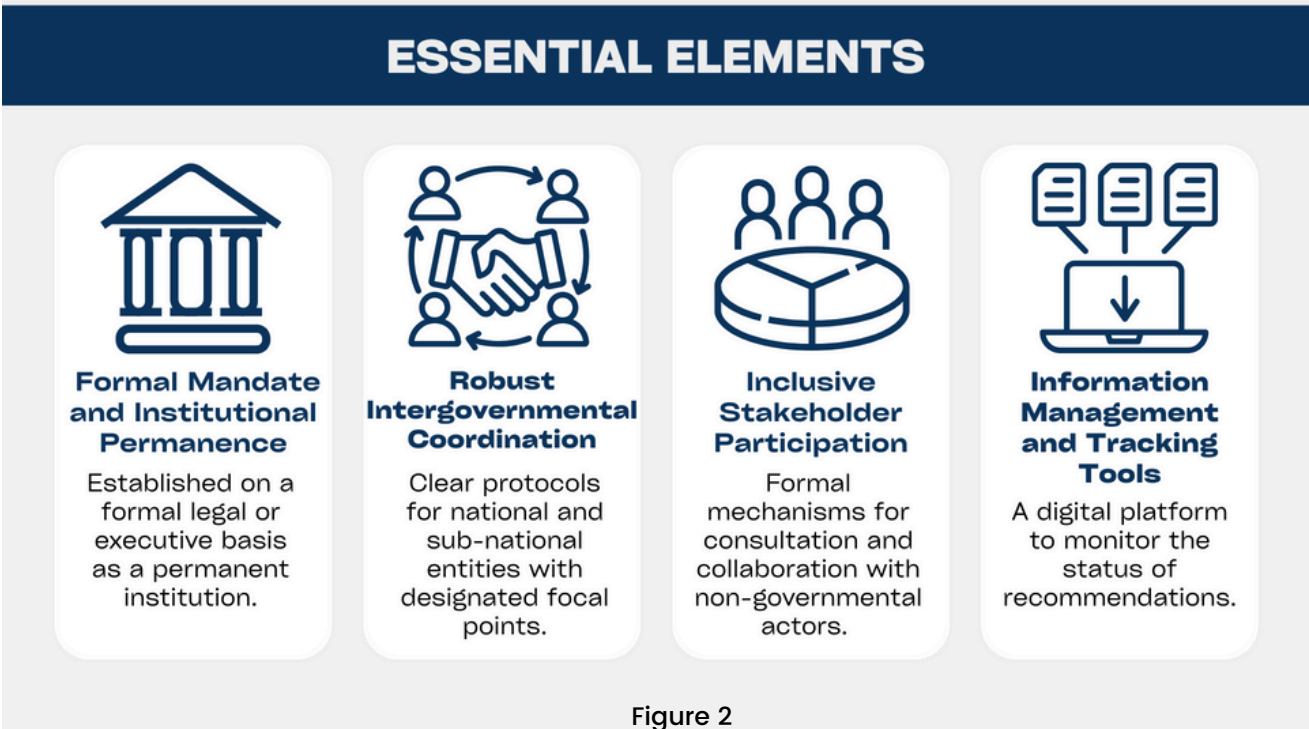 ESSENTIAL ELEMENTS
Formal Mandate
and Institutional
Permanence
Established on a
formal legal or
executive basis
as a permanent
institution.
Robust
Intergovernmental
Coordination
Clear protocols
for national and
sub-national
entities with
designated focal
points.
Inclusive
Stakeholder
Participation
Formal
mechanisms for
consultation and
collaboration with
non-governmental
actors.
Information
Management
and Tracking
Tools
A digital platform
to monitor the
status of
recommendations.
Figure 2